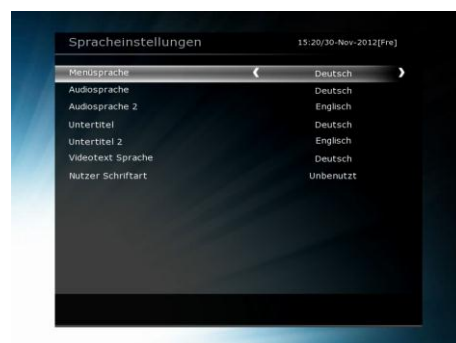 Spracheinstellungen 15:20/30-Nov-2012[Fre]
Menüsprache Deutsch
Audiosprache Deutsch
Audiosprache 2 Englisch
Untertitel Deutsch
Untertitel 2 Englisch
Videotext Sprache Deutsch
Nutzer Schriftart Unbenutzt